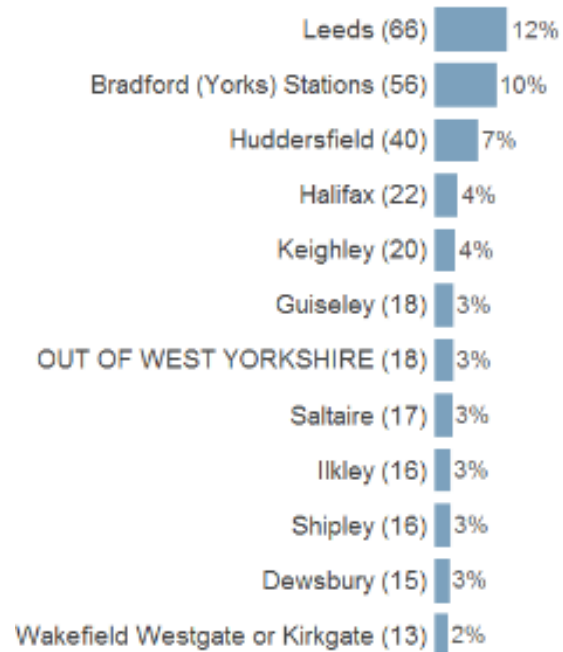 Leeds (66) 12%
Bradford (Yorks) Stations (56) 10%
Huddersfield (40) 7%
Halifax (22) 4%
Keighley (20) 4%
Guiseley (18) 3%
OUT OF WEST YORKSHIRE (18) 3%
Saltaire (17) 3%
Ilkley (16) 3%
Shipley (16) 3%
Dewsbury (15) 3%
Wakefield Westgate or Kirkgate (13) 2%